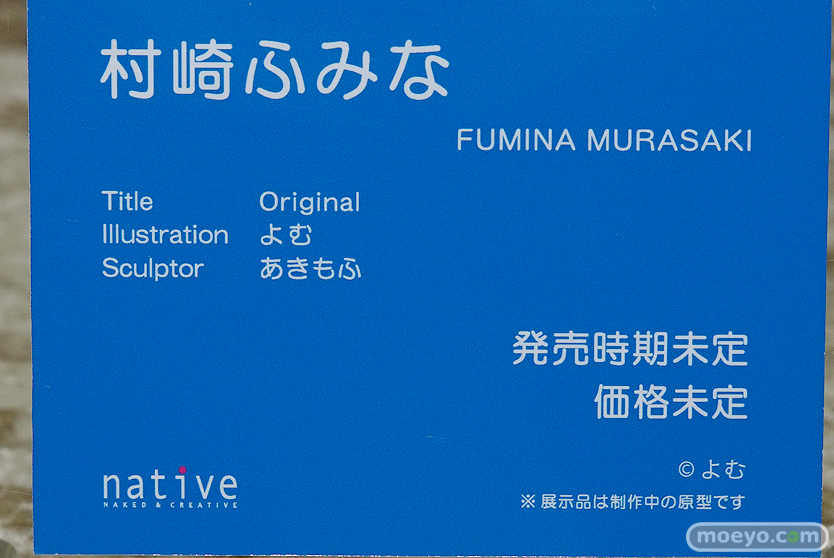 村崎ふみな
FUMINA MURASAKI
Title Original
Illustration よむ
Sculptor あきもふ
発売時期未定
価格未定
©よむ
native
NAKED & CREATIVE
※展示品は制作中の原型です
moeyo.com